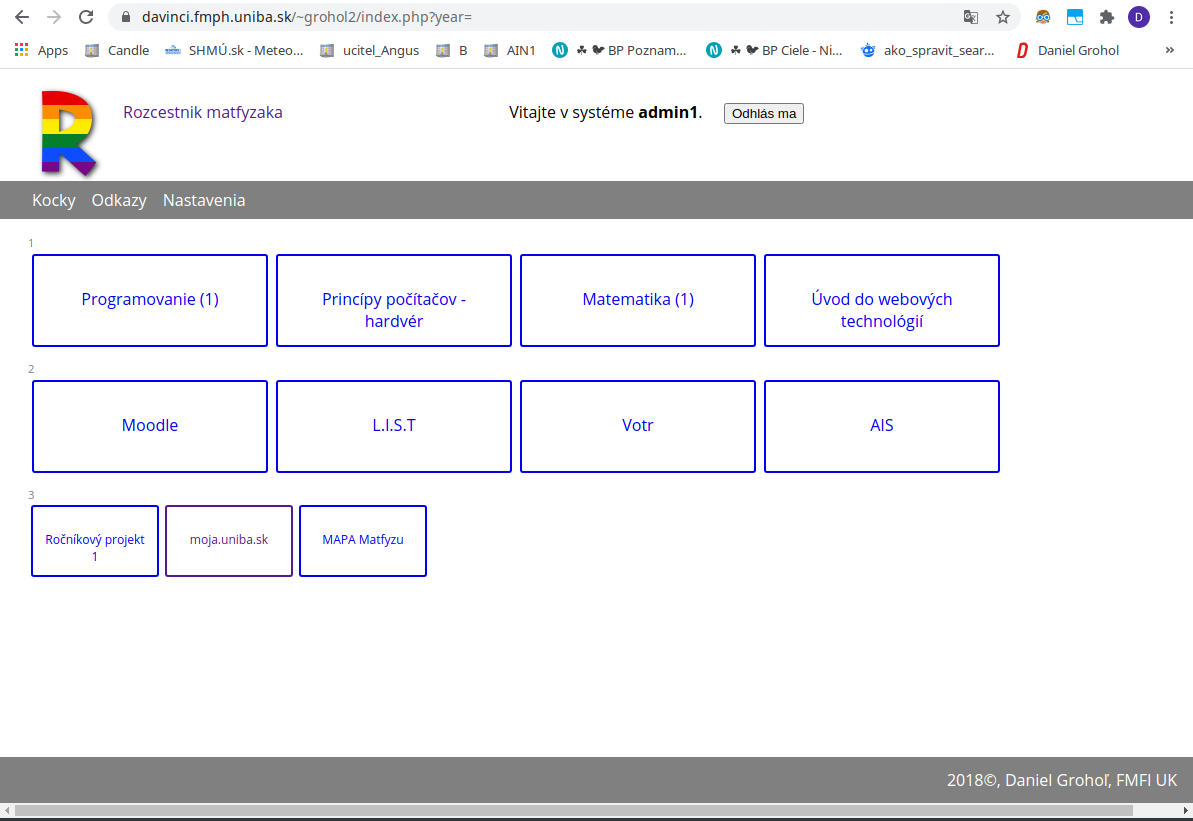 davinci.fmph.uniba.sk/~grohol2/index.php?year=
D
Apps Candle SHMÚ.sk - Meteo... ucitel_Angus B AIN1 N ☘ 🐦 BP Poznam... N ☘ 🐦 BP Ciele - Ni... ako_spravit_sear... D Daniel Grohol »
R
Rozcestnik matfyzaka Vitajte v systéme admin1. Odhlás ma
Kocky Odkazy Nastavenia
1
Programovanie (1)
Princípy počítačov -
hardvér
Matematika (1)
Úvod do webových
technológií
2
Moodle
L.I.S.T
Votr
AIS
3
Ročníkový projekt
1
moja.uniba.sk
MAPA Matfyzu
2018©, Daniel Grohoľ, FMFI UK